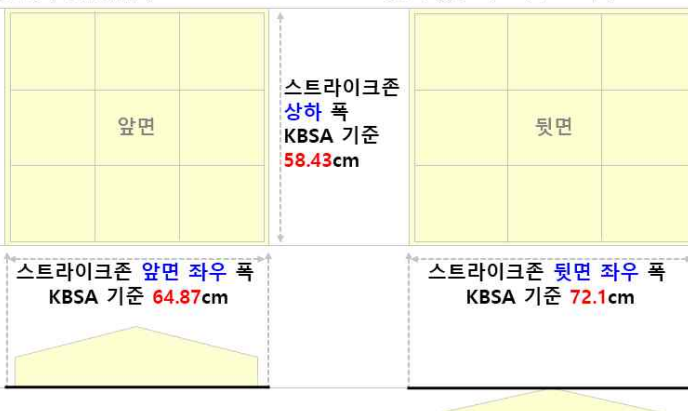 앞면
스트라이크존
상하 폭
KBSA 기준
58.43cm
뒷면
스트라이크존 앞면 좌우 폭
KBSA 기준 64.87cm
스트라이크존 뒷면 좌우 폭
KBSA 기준 72.1cm